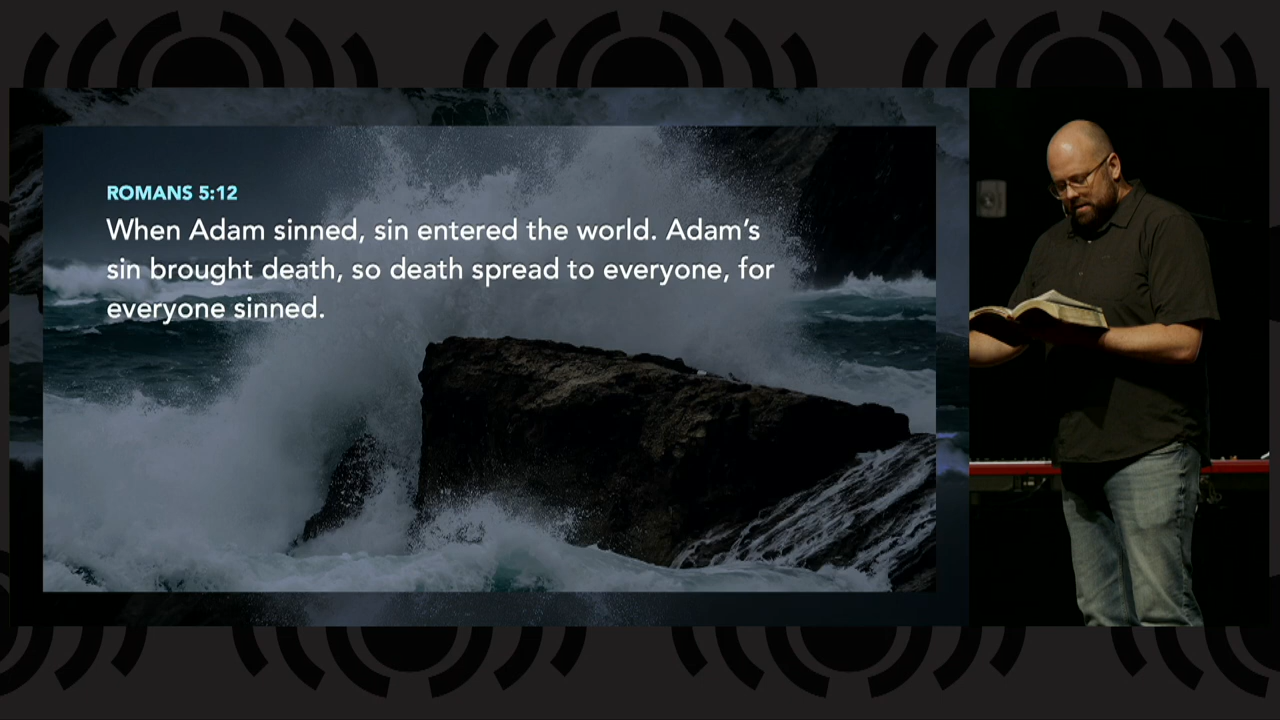 ROMANS 5:12
When Adam sinned, sin entered the world. Adam’s
sin brought death, so death spread to everyone, for
everyone sinned.